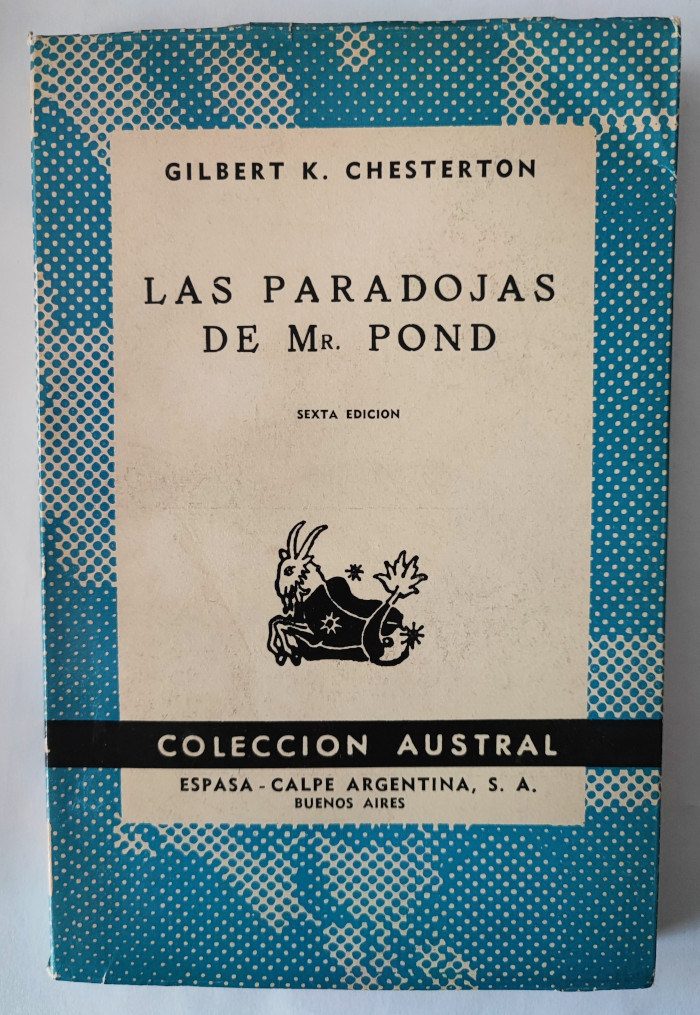 GILBERT K. CHESTERTON
LAS PARADOJAS
DE MR. POND
SEXTA EDICION
COLECCION AUSTRAL
ESPASA - CALPE ARGENTINA, S. A.
BUENOS AIRES